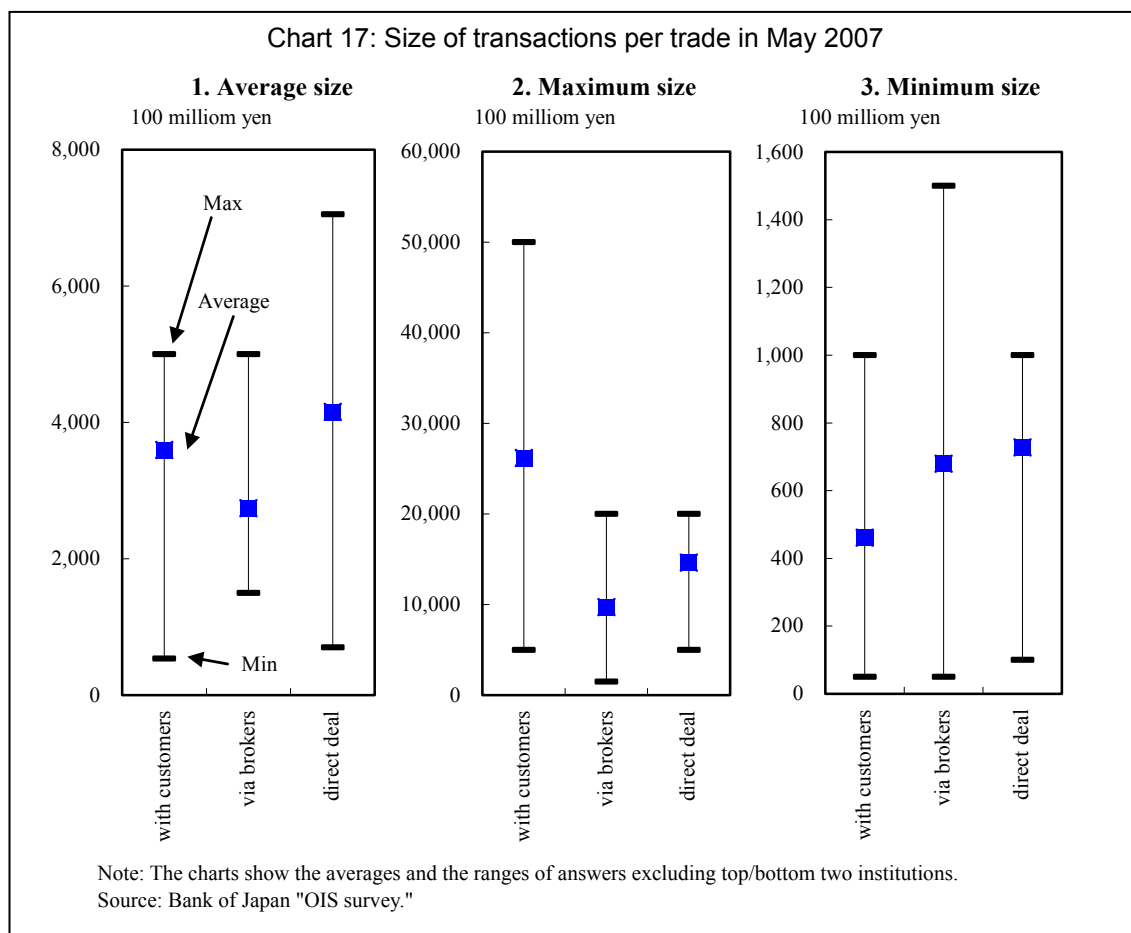 Chart 17: Size of transactions per trade in May 2007
1. Average size
100 milliom yen
8,000
6,000
4,000
2,000
0
Max
Average
Min
with customers
via brokers
direct deal
2. Maximum size
100 milliom yen
60,000
50,000
40,000
30,000
20,000
10,000
0
with customers
via brokers
direct deal
3. Minimum size
100 milliom yen
1,600
1,400
1,200
1,000
800
600
400
200
0
with customers
via brokers
direct deal
Note: The charts show the averages and the ranges of answers excluding top/bottom two institutions.
Source: Bank of Japan "OIS survey."